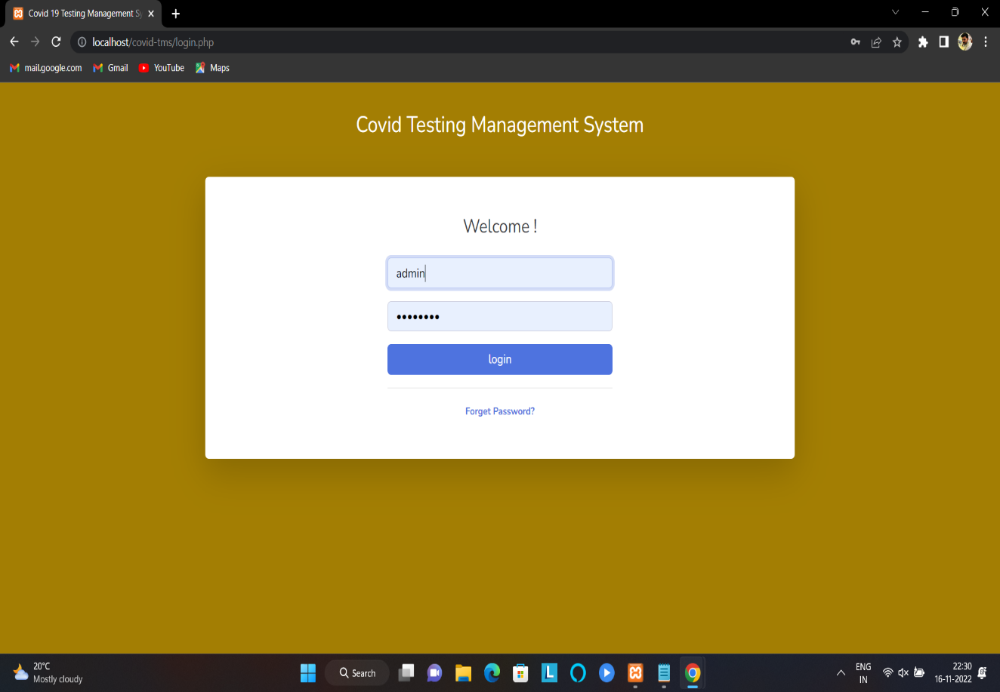 Covid 19 Testing Management Sy
localhost/covid-tms/login.php
mail.google.com Gmail YouTube Maps
Covid Testing Management System
Welcome !
admin
••••••••
login
Forget Password?
20°C
Mostly cloudy
Search
L
ENG
IN
22:30
16-11-2022